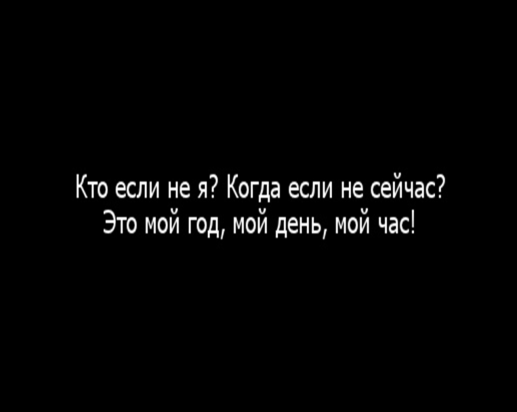 Кто если не я? Когда если не сейчас?
Это мой год, мой день, мой час!